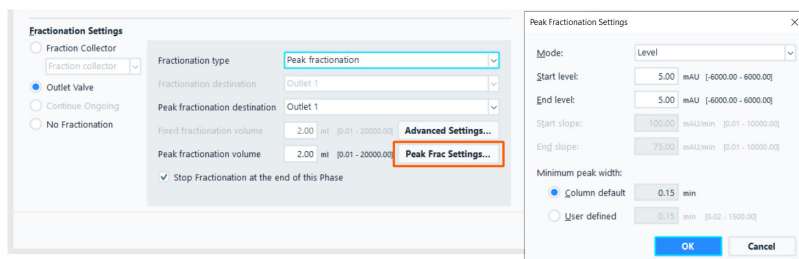 Fractionation Settings
Fraction Collector
Fraction collector
Outlet Valve
Continue Ongoing
No Fractionation
Fractionation type Peak fractionation
Fractionation destination Outlet 1
Peak fractionation destination Outlet 1
Fixed fractionation volume 2.00 ml [0.01 - 20000.00] Advanced Settings...
Peak fractionation volume 2.00 ml [0.01 - 20000.00] Peak Frac Settings...
Stop Fractionation at the end of this Phase
Peak Fractionation Settings
Mode: Level
Start level: 5.00 mAU [-6000.00 - 6000.00]
End level: 5.00 mAU [-6000.00 - 6000.00]
Start slope: 100.00 mAU/min [0.01 - 10000.00]
End slope: 75.00 mAU/min [0.01 - 10000.00]
Minimum peak width:
Column default 0.15 min
User defined 0.15 min [0.02 - 1500.00]
OK Cancel